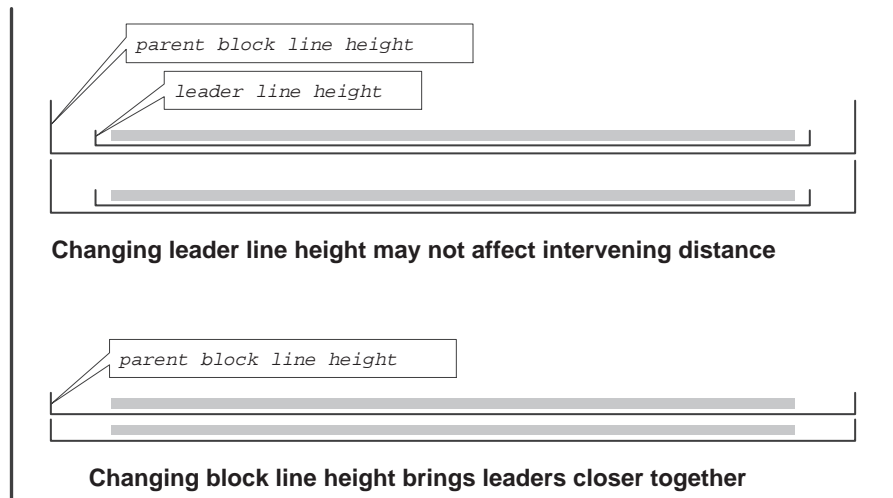 parent block line height
leader line height
Changing leader line height may not affect intervening distance
parent block line height
Changing block line height brings leaders closer together